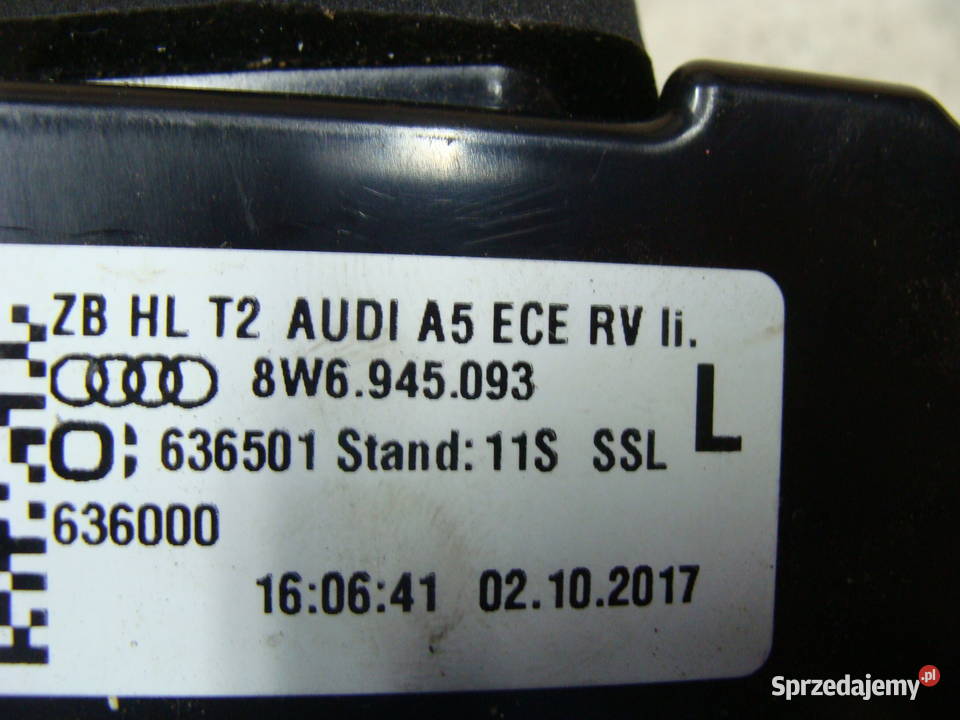 ZB HL T2 AUDI A5 ECE RV li.
8W6.945.093
L
636501 Stand: 11S SSL
636000
16:06:41 02.10.2017
Sprzedajemy.pl